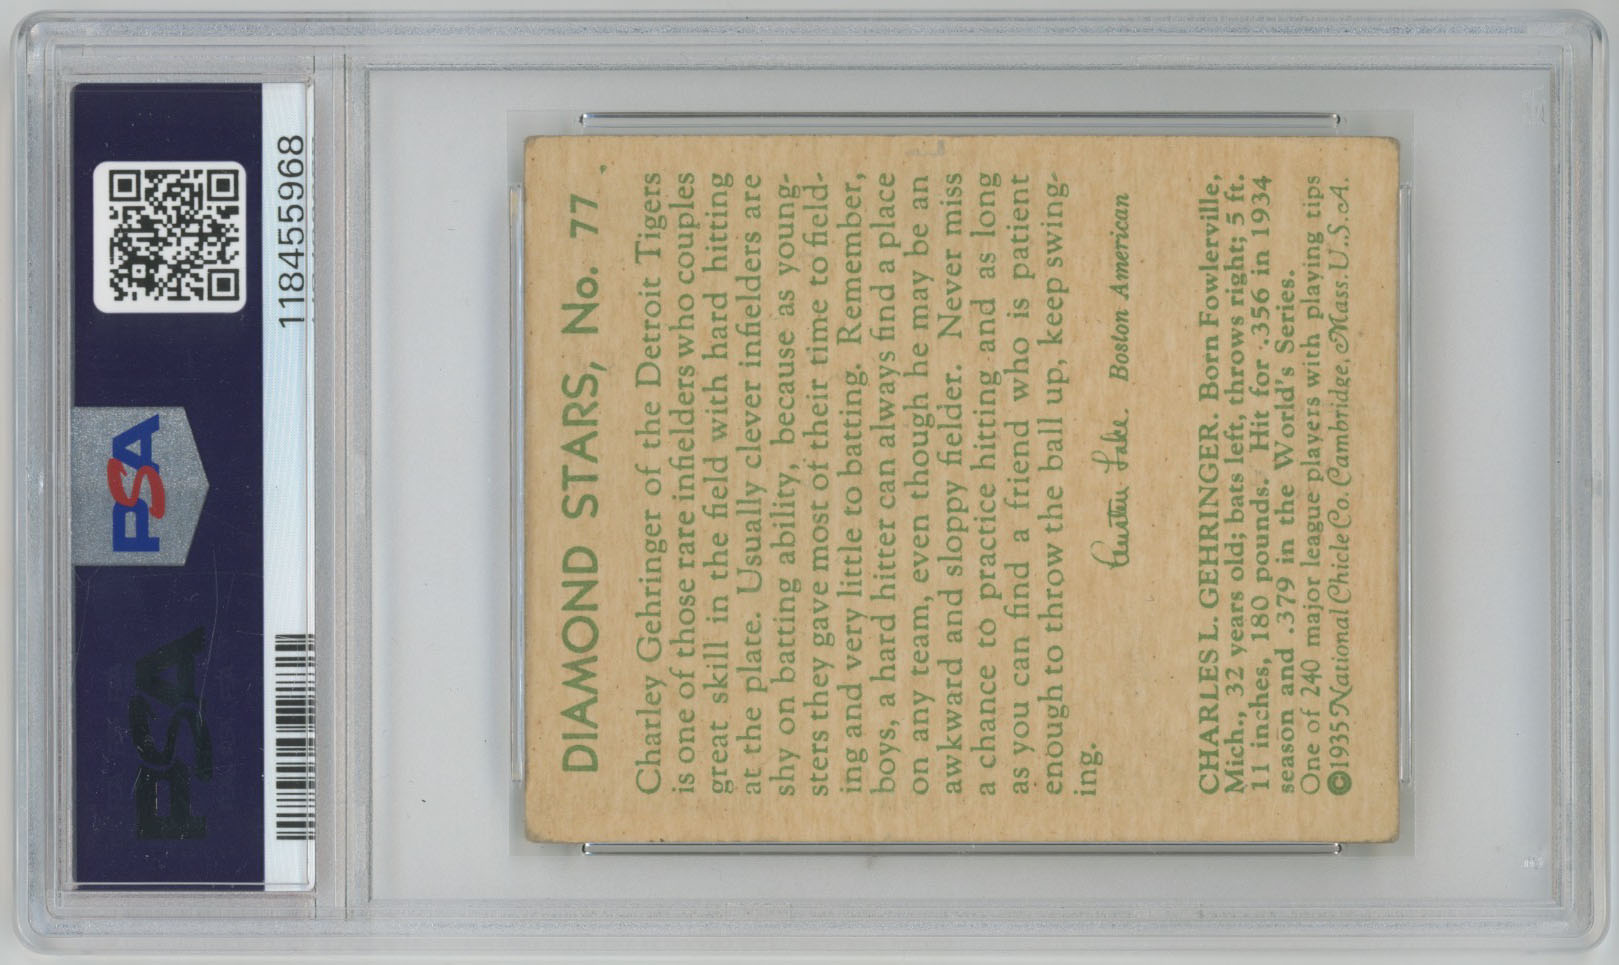 PSA
PSA
118455968
DIAMOND STARS, No. 77
Charley Gehringer of the Detroit Tigers
is one of those rare infielders who couples
great skill in the field with hard hitting
at the plate. Usually clever infielders are
shy on batting ability, because as young-
sters they gave most of their time to field-
ing and very little to batting. Remember,
boys, a hard hitter can always find a place
on any team, even though he may be an
awkward and sloppy fielder. Never miss
a chance to practice hitting and as long
as you can find a friend who is patient
enough to throw the ball up, keep swing-
ing.
Austen Lake. Boston American
CHARLES L. GEHRINGER. Born Fowlerville,
Mich., 32 years old; bats left, throws right; 5 ft.
11 inches, 180 pounds. Hit for .356 in 1934
season and .379 in the World's Series.
One of 240 major league players with playing tips
©1935 National Chicle Co. Cambridge, Mass. U.S.A.